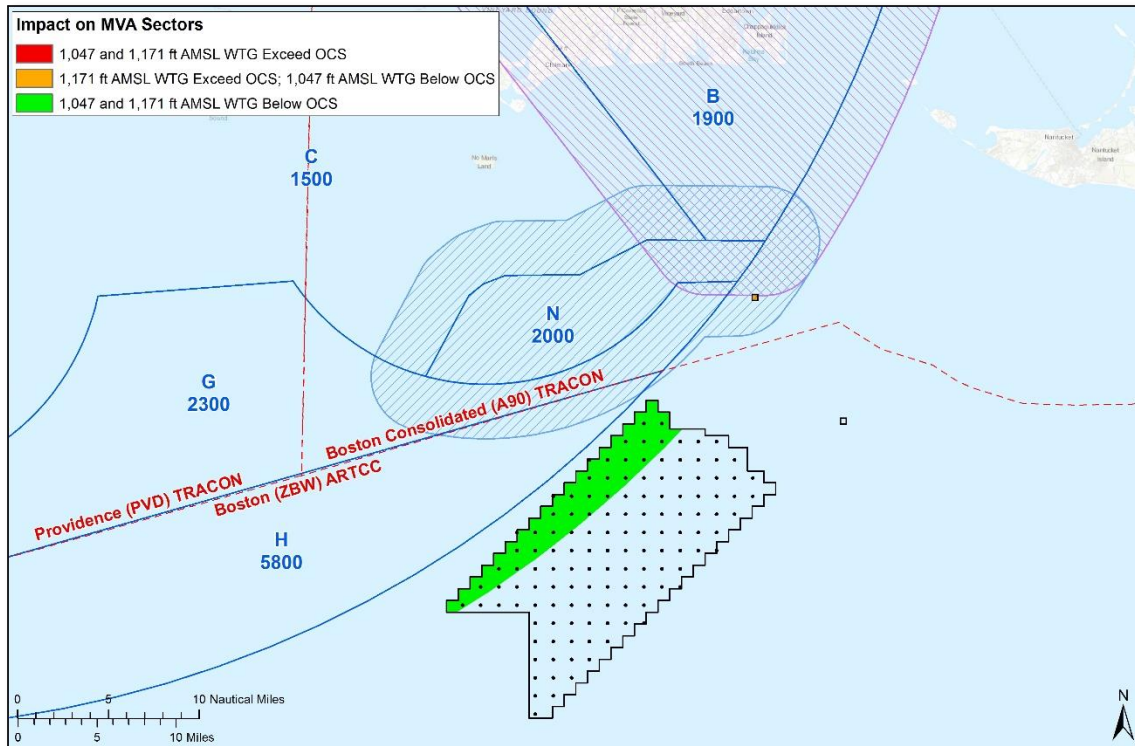 Impact on MVA Sectors
1,047 and 1,171 ft AMSL WTG Exceed OCS
1,171 ft AMSL WTG Exceed OCS; 1,047 ft AMSL WTG Below OCS
1,047 and 1,171 ft AMSL WTG Below OCS
B
1900
C
1500
No Mans
Land
Nantucket
Nantucket
Island
N
2000
G
2300
Boston Consolidated (A90) TRACON
Providence (PVD) TRACON
Boston (ZBW) ARTCC
H
5800
0 5 10 Nautical Miles
0 5 10 Miles
N